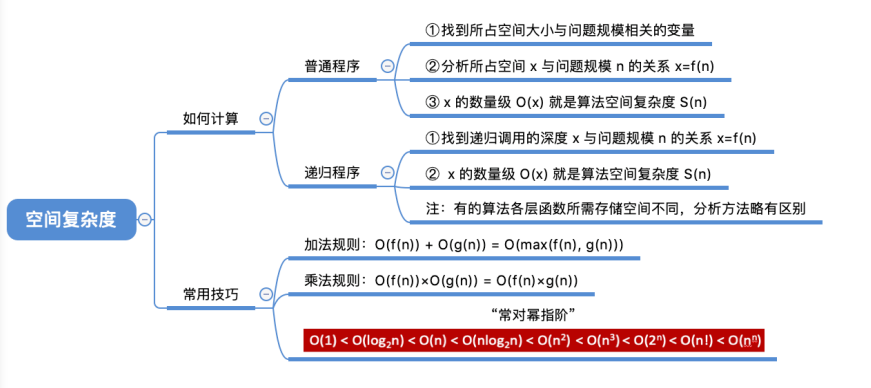 空间复杂度
如何计算
普通程序
①找到所占空间大小与问题规模相关的变量
②分析所占空间 x 与问题规模 n 的关系 x=f(n)
③ x 的数量级 O(x) 就是算法空间复杂度 S(n)
递归程序
①找到递归调用的深度 x 与问题规模 n 的关系 x=f(n)
② x 的数量级 O(x) 就是算法空间复杂度 S(n)
注：有的算法各层函数所需存储空间不同，分析方法略有区别
常用技巧
加法规则：O(f(n)) + O(g(n)) = O(max(f(n), g(n)))
乘法规则：O(f(n))×O(g(n)) = O(f(n)×g(n))
“常对幂指阶”
O(1) < O(log₂n) < O(n) < O(nlog₂n) < O(n²) < O(n³) < O(2ⁿ) < O(n!) < O(nⁿ)